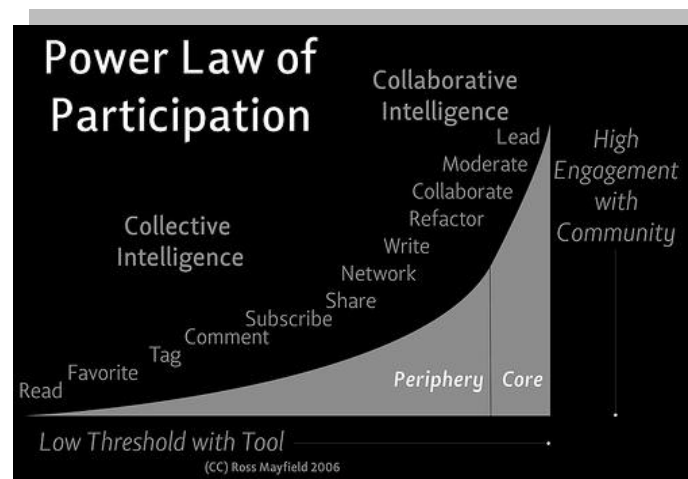 Power Law of
Participation
Collaborative
Intelligence
Lead
Moderate
Collaborate
Refactor
Write
Network
Share
Subscribe
Comment
Tag
Favorite
Read
Collective
Intelligence
High
Engagement
with
Community
Periphery
Core
Low Threshold with Tool
(CC) Ross Mayfield 2006